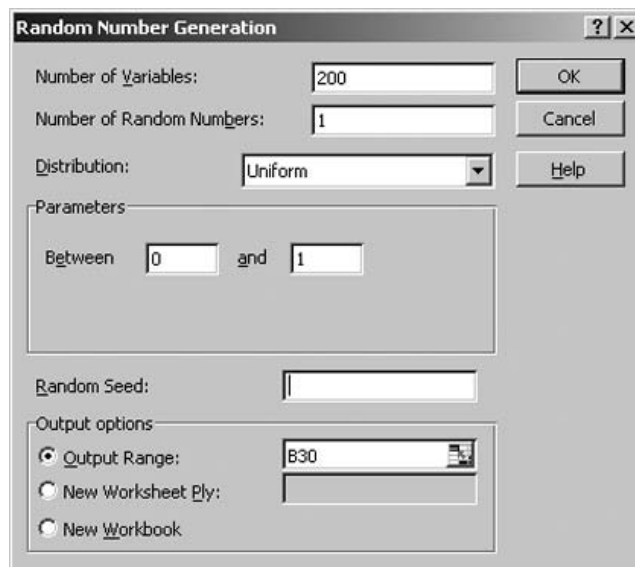 Random Number Generation
Number of Variables: 200 OK
Number of Random Numbers: 1 Cancel
Distribution: Uniform Help
Parameters
Between 0 and 1
Random Seed:
Output options
Output Range: B30
New Worksheet Ply:
New Workbook